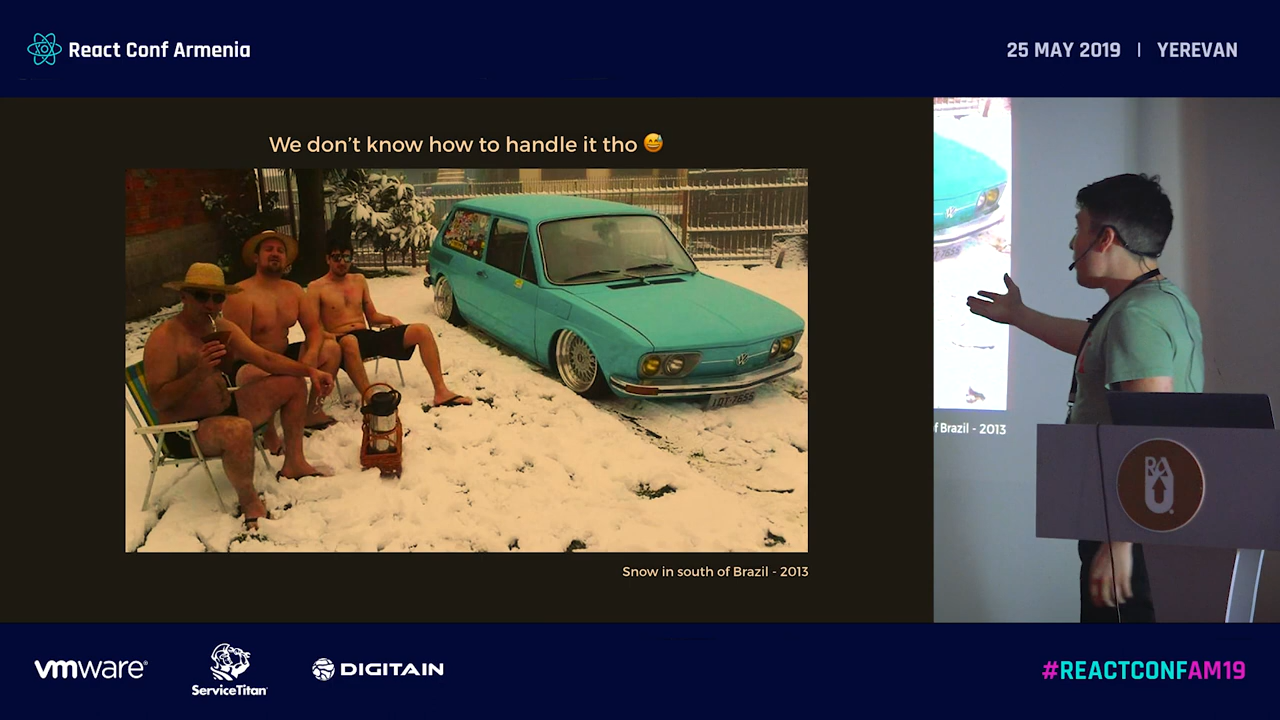 React Conf Armenia
25 MAY 2019 | YEREVAN
We don't know how to handle it tho 😅
Snow in south of Brazil - 2013
of Brazil - 2013
vmware®
ServiceTitan
DIGITAIN
#REACTCONFAM19